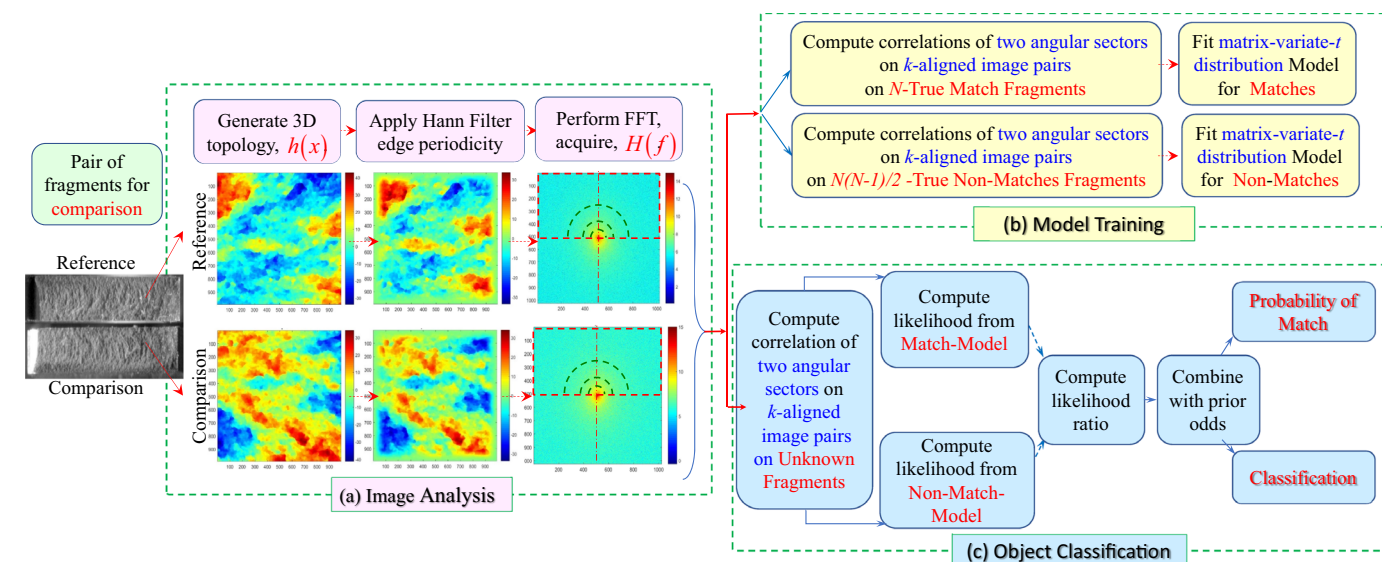 Pair of
fragments for
comparison
Reference
Comparison
Generate 3D
topology, h(x)
Apply Hann Filter
edge periodicity
Perform FFT,
acquire, H(f)
Reference
Comparison
(a) Image Analysis
Compute correlations of two angular sectors
on k-aligned image pairs
on N-True Match Fragments
Fit matrix-variate-t
distribution Model
for Matches
Compute correlations of two angular sectors
on k-aligned image pairs
on N(N-1)/2 -True Non-Matches Fragments
Fit matrix-variate-t
distribution Model
for Non-Matches
(b) Model Training
Compute
correlation of
two angular
sectors on
k-aligned
image pairs
on Unknown
Fragments
Compute
likelihood from
Match-Model
Compute
likelihood from
Non-Match-
Model
Compute
likelihood
ratio
Combine
with prior
odds
Probability of
Match
Classification
(c) Object Classification